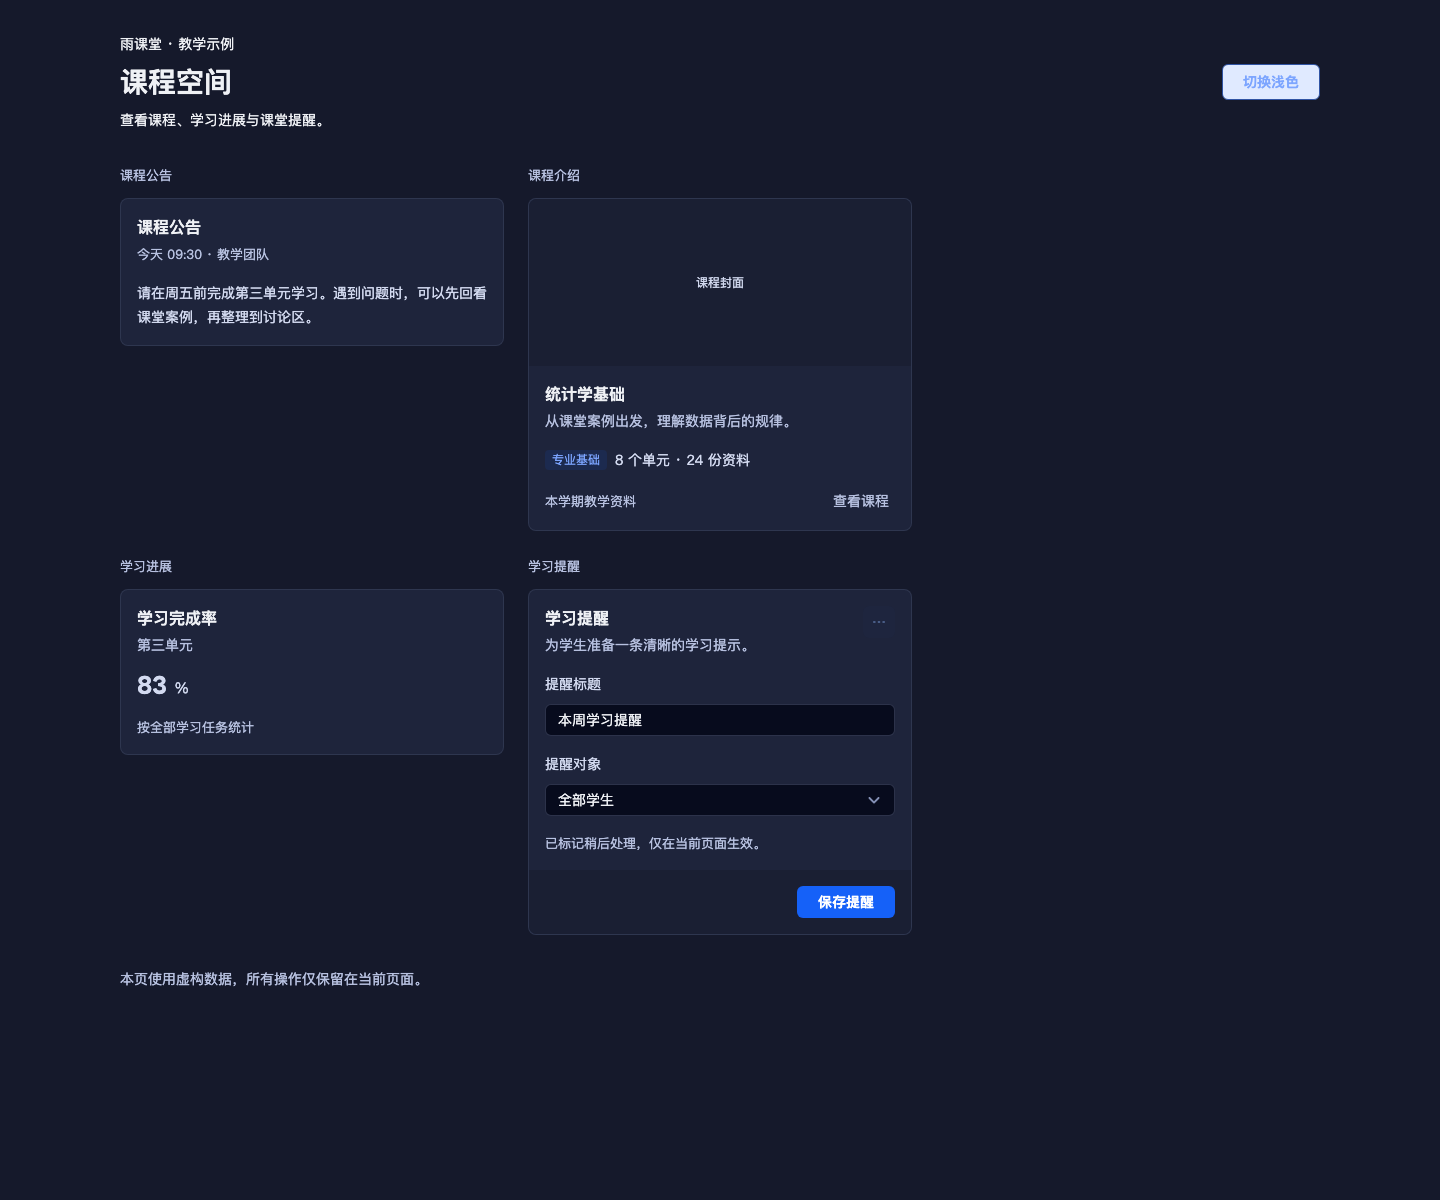 雨课堂 · 教学示例
课程空间
切换浅色
查看课程、学习进展与课堂提醒。
课程公告
课程公告
今天 09:30 · 教学团队
请在周五前完成第三单元学习。遇到问题时，可以先回看
课堂案例，再整理到讨论区。
课程介绍
课程封面
统计学基础
从课堂案例出发，理解数据背后的规律。
专业基础 8 个单元 · 24 份资料
本学期教学资料 查看课程
学习进展
学习完成率
第三单元
83 %
按全部学习任务统计
学习提醒
学习提醒 ...
为学生准备一条清晰的学习提示。
提醒标题
本周学习提醒
提醒对象
全部学生
已标记稍后处理，仅在当前页面生效。
保存提醒
本页使用虚构数据，所有操作仅保留在当前页面。